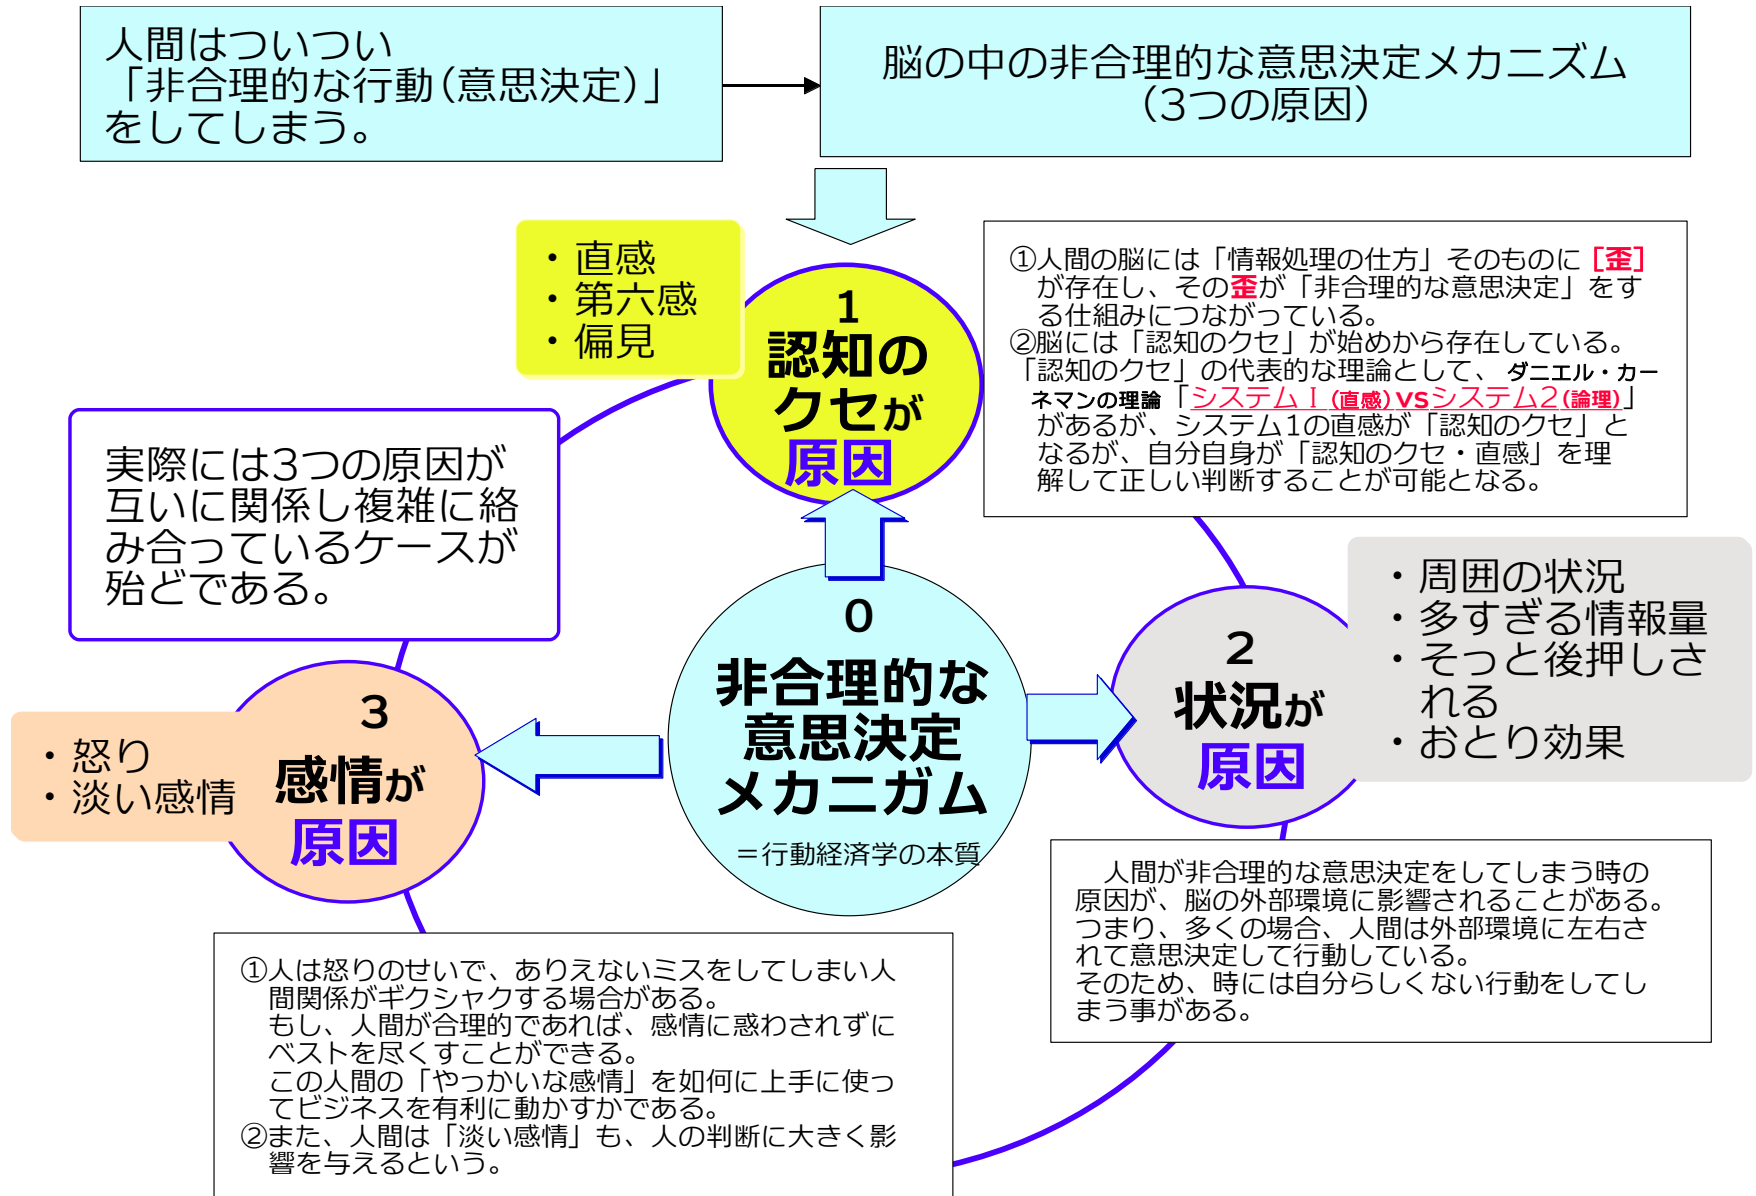 人間はついつい
「非合理的な行動(意思決定)」
をしてしまう。
脳の中の非合理的な意思決定メカニズム
(3つの原因)
・直感
・第六感
・偏見
1
認知の
クセが
原因
①人間の脳には「情報処理の仕方」そのものに [歪]
が存在し、その歪が「非合理的な意思決定」をす
る仕組みにつながっている。
②脳には「認知のクセ」が始めから存在している。
「認知のクセ」の代表的な理論として、ダニエル・カー
ネマンの理論「システムⅠ(直感)VSシステム2(論理)」
があるが、システム1の直感が「認知のクセ」と
なるが、自分自身が「認知のクセ・直感」を理
解して正しい判断することが可能となる。
実際には3つの原因が
互いに関係し複雑に絡
み合っているケースが
殆どである。
0
非合理的な
意思決定
メカニガム
＝行動経済学の本質
2
状況が
原因
・周囲の状況
・多すぎる情報量
・そっと後押しさ
れる
・おとり効果
3
感情が
原因
・怒り
・淡い感情
人間が非合理的な意思決定をしてしまう時の
原因が、脳の外部環境に影響されることがある。
つまり、多くの場合、人間は外部環境に左右さ
れて意思決定して行動している。
そのため、時には自分らしくない行動をしてし
まう事がある。
①人は怒りのせいで、ありえないミスをしてしまい人
間関係がギクシャクする場合がある。
もし、人間が合理的であれば、感情に惑わされずに
ベストを尽くすことができる。
この人間の「やっかいな感情」を如何に上手に使っ
てビジネスを有利に動かすかである。
②また、人間は「淡い感情」も、人の判断に大きく影
響を与えるという。